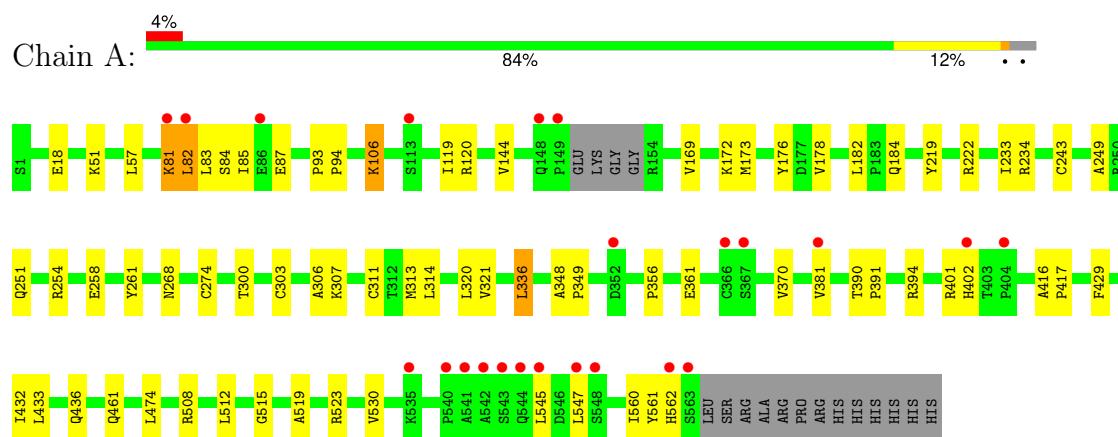 4%
Chain A:
84% 12% • •
S1 E18 K51 L57 K81 L82 L83 S84 I85 E86 E87 P93 P94 K106 S113 I119 R120 V144 Q148 P149 GLU LYS GLY GLY R154 V169 K172 M173 Y176 D177 V178 L182 P183 Q184 Y219 R222 I233 R234 C243 A249 R250
Q251 R254 E258 Y261 N268 C274 T300 C303 A306 K307 C311 T312 M313 L314 L320 V321 L336 A348 P349 D352 P356 E361 C366 S367 V370 V381 T390 P391 R394 R401 H402 T403 P404 A416 P417 F429
I432 L433 Q436 Q461 L474 R508 L512 G515 A519 R523 V530 K535 P540 A541 A542 S543 Q544 L545 D546 L547 S548 I560 Y561 H562 S563 LEU SER ARG ALA ARG PRO ARG HIS HIS HIS HIS HIS HIS